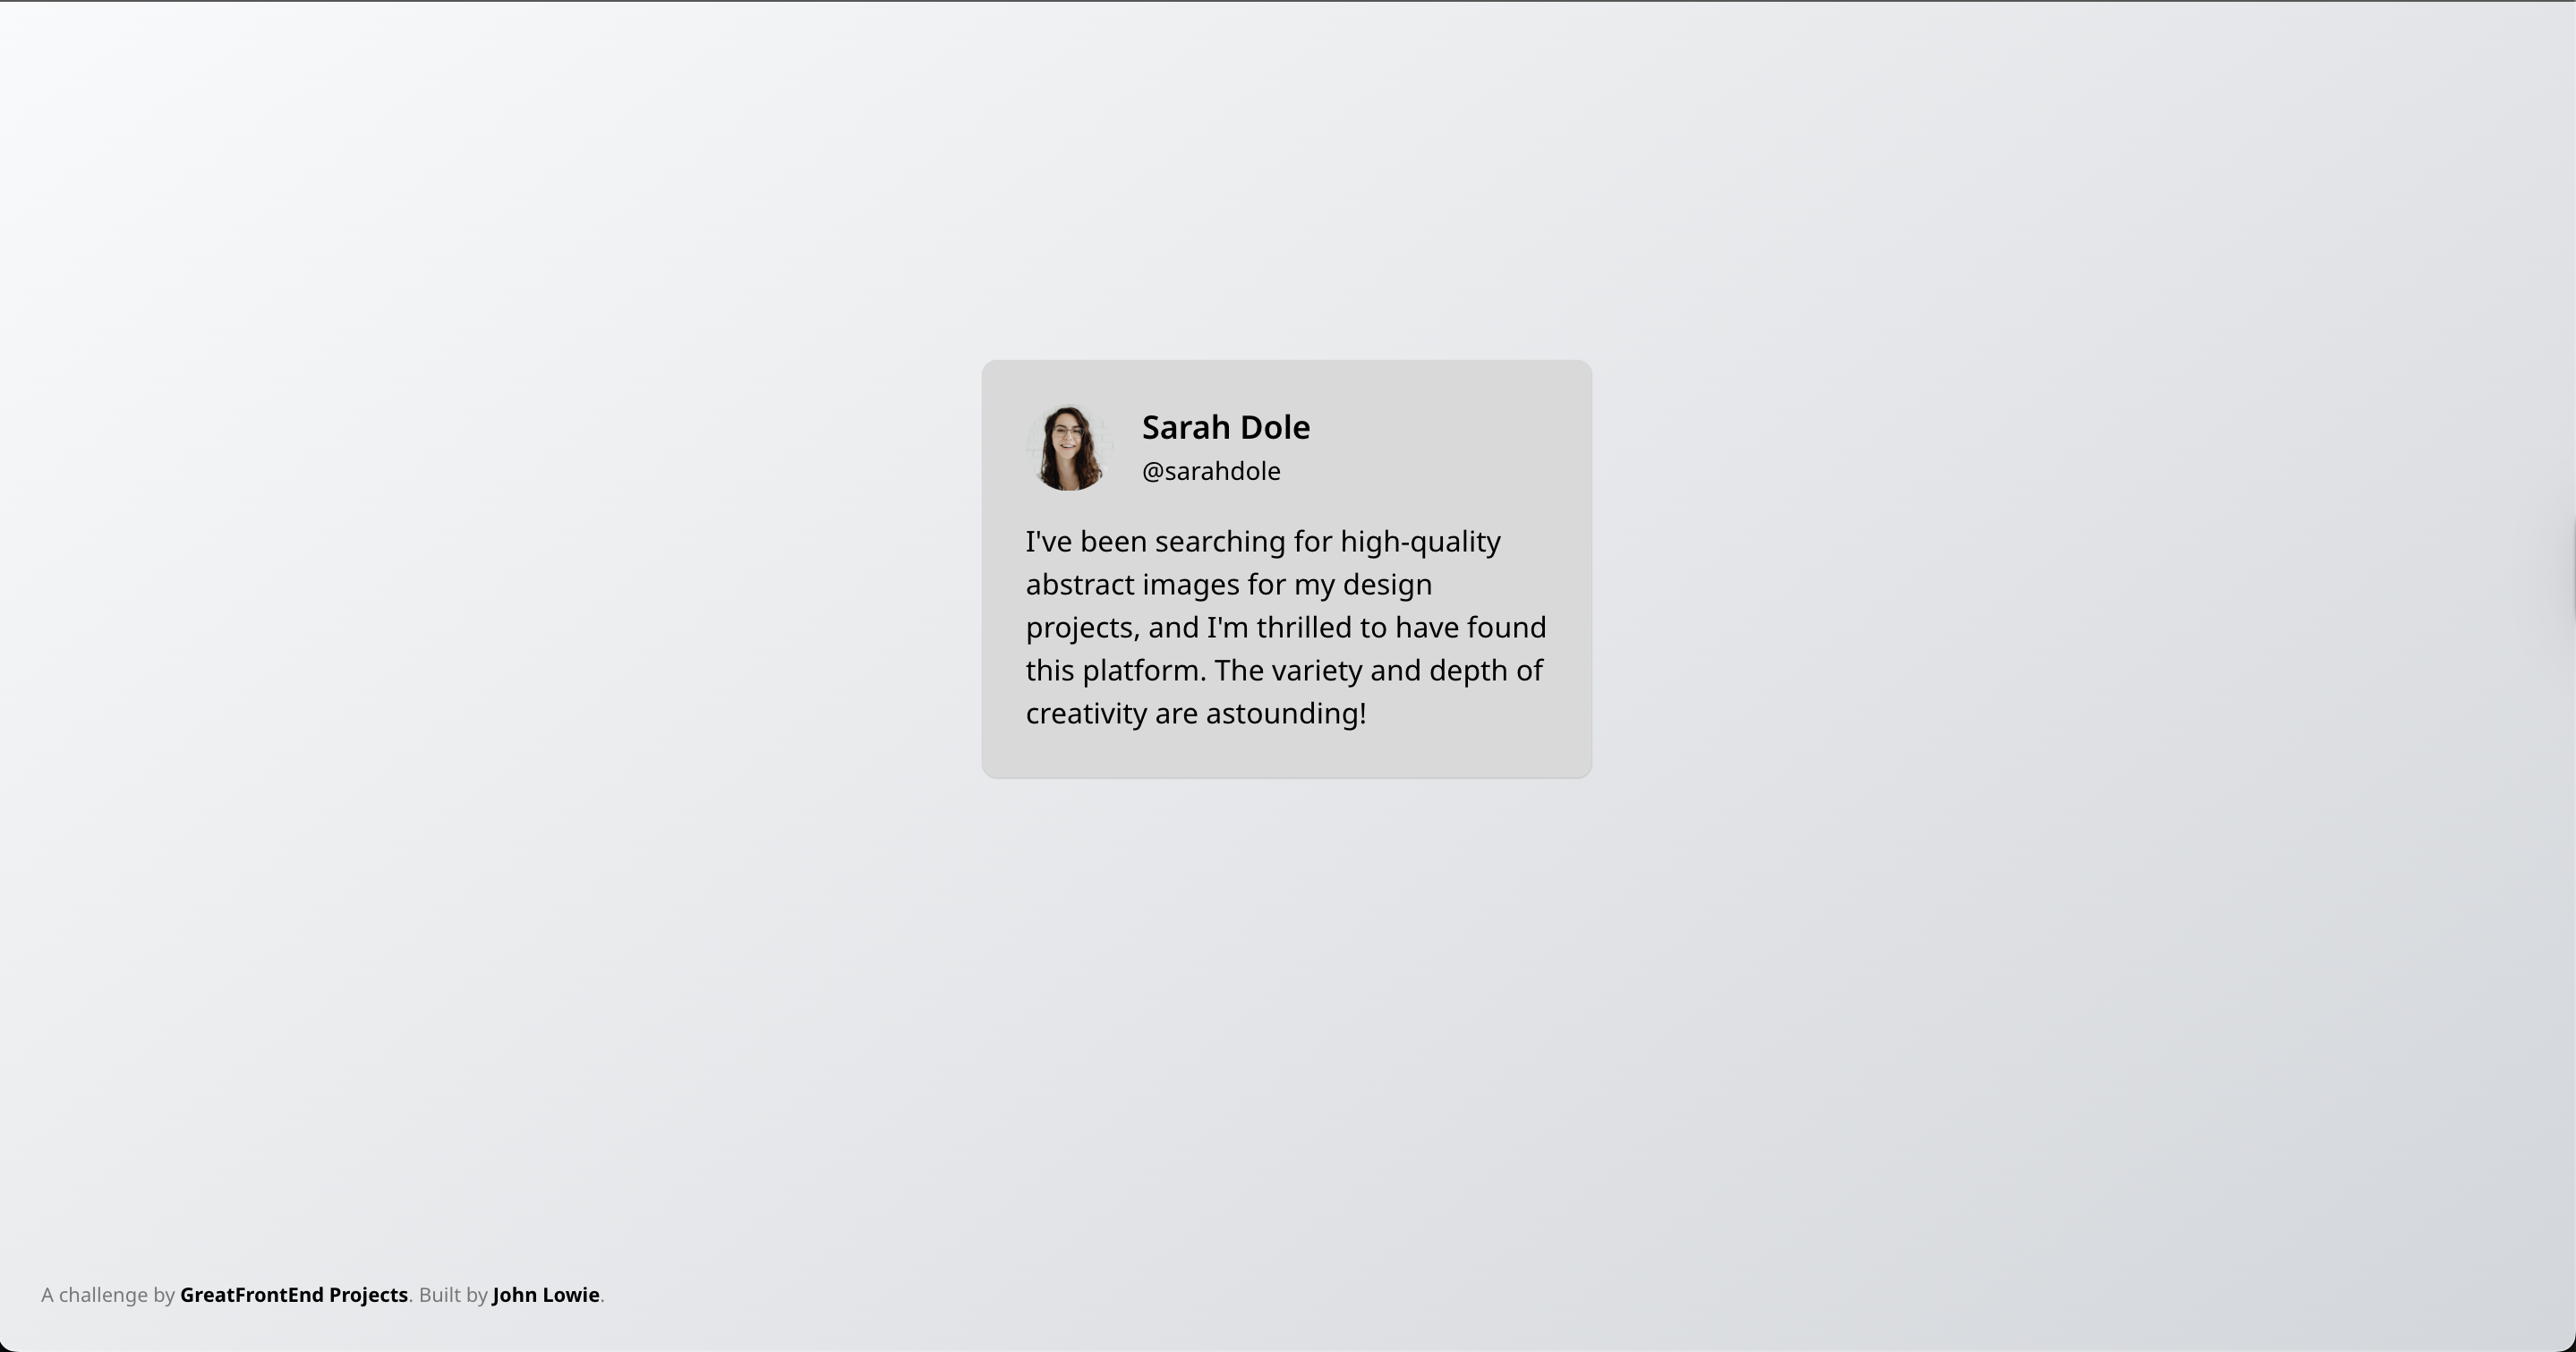 Sarah Dole
@sarahdole
I've been searching for high-quality
abstract images for my design
projects, and I'm thrilled to have found
this platform. The variety and depth of
creativity are astounding!
A challenge by GreatFrontEnd Projects. Built by John Lowie.